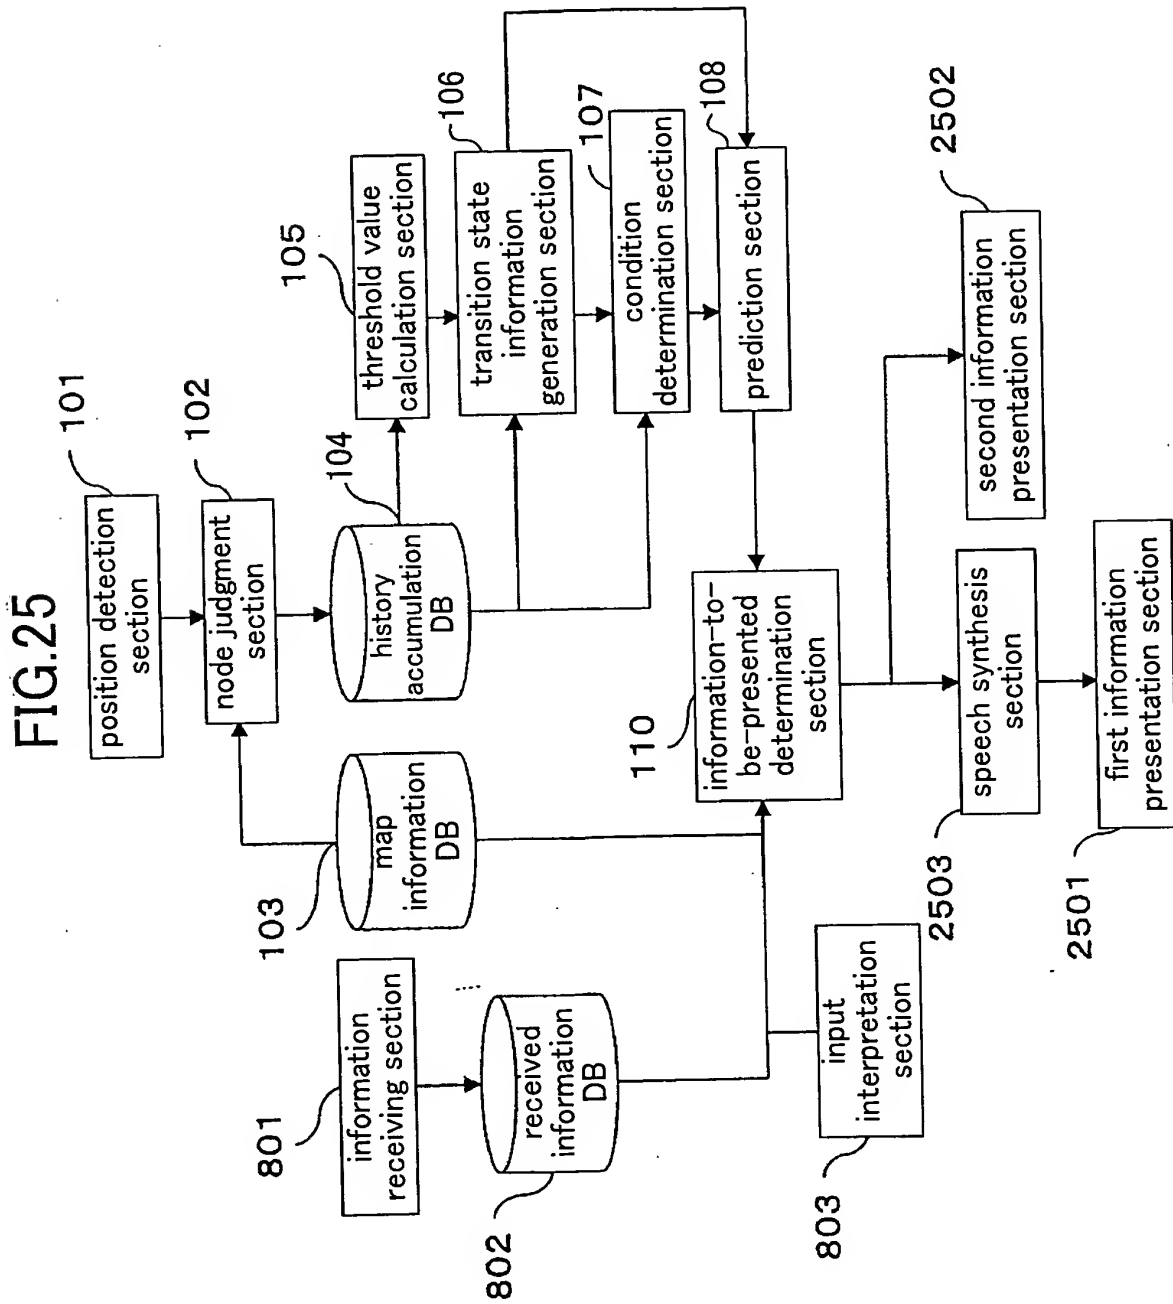 FIG.25
101
position detection
section
102
node judgment
section
103
map
information
DB
104
history
accumulation
DB
105
threshold value
calculation section
106
transition state
information
generation section
107
condition
determination section
108
prediction section
801
information
receiving section
802
received
information
DB
803
input
interpretation
section
110
information-to-
be-presented
determination
section
2503
speech synthesis
section
2501
first information
presentation section
2502
second information
presentation section